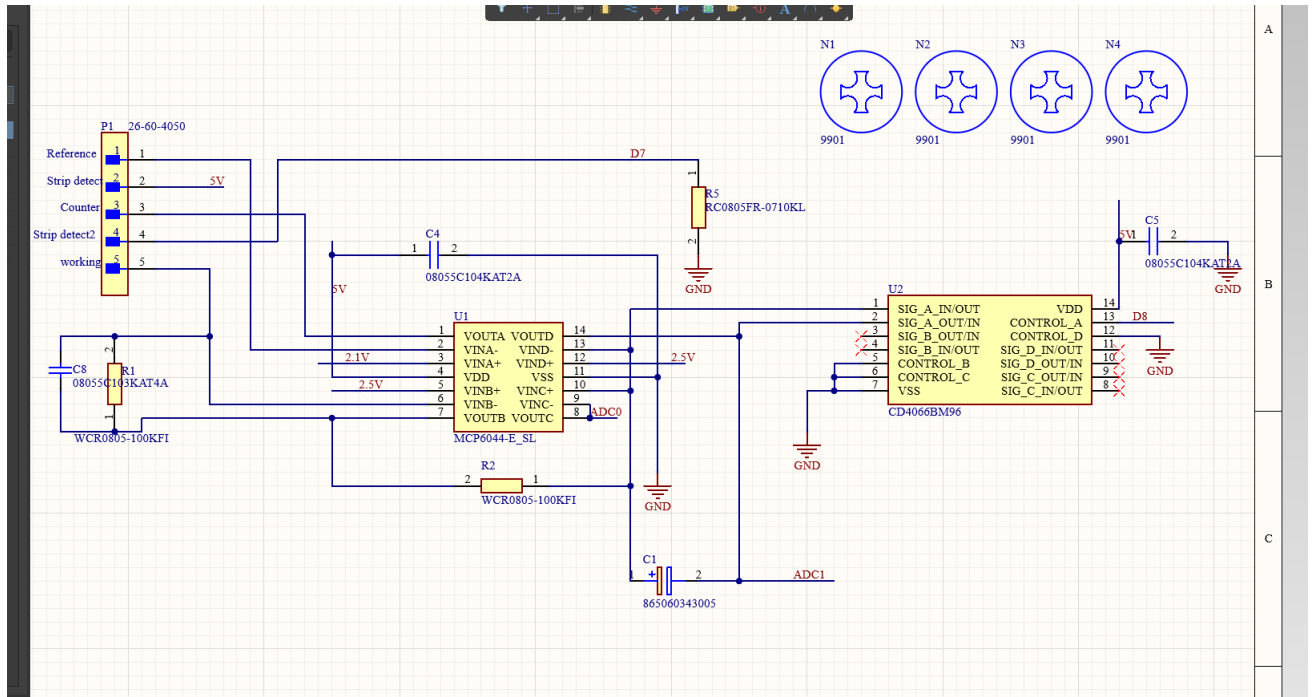 A
N1
N2
N3
N4
9901
9901
9901
9901
P1 26-60-4050
Reference 1 1
Strip detect 2 2 5V
Counter 3 3
Strip detect2 4 4
working 5 5
D7
1
R5
RC0805FR-0710KL
2
GND
C4
1 2
08055C104KAT2A
5V
C5
5V 1 2
08055C104KAT2A
GND
B
U1
1 VOUTA VOUTD 14
2 VINA- VIND- 13
2.1V 3 VINA+ VIND+ 12 2.5V
4 VDD VSS 11
2.5V 5 VINB+ VINC+ 10
6 VINB- VINC- 9
7 VOUTB VOUTC 8 ADC0
MCP6044-E_SL
U2
1 SIG_A_IN/OUT VDD 14
2 SIG_A_OUT/IN CONTROL_A 13 D8
3 SIG_B_OUT/IN CONTROL_D 12
4 SIG_B_IN/OUT SIG_D_IN/OUT 11
5 CONTROL_B SIG_D_OUT/IN 10
6 CONTROL_C SIG_C_OUT/IN 9
7 VSS SIG_C_IN/OUT 8
CD4066BM96
GND
GND
2
C8 R1
08055C103KAT4A
1
WCR0805-100KFI
R2
2 1
WCR0805-100KFI
GND
C
C1
1 + 2
865060343005
ADC1